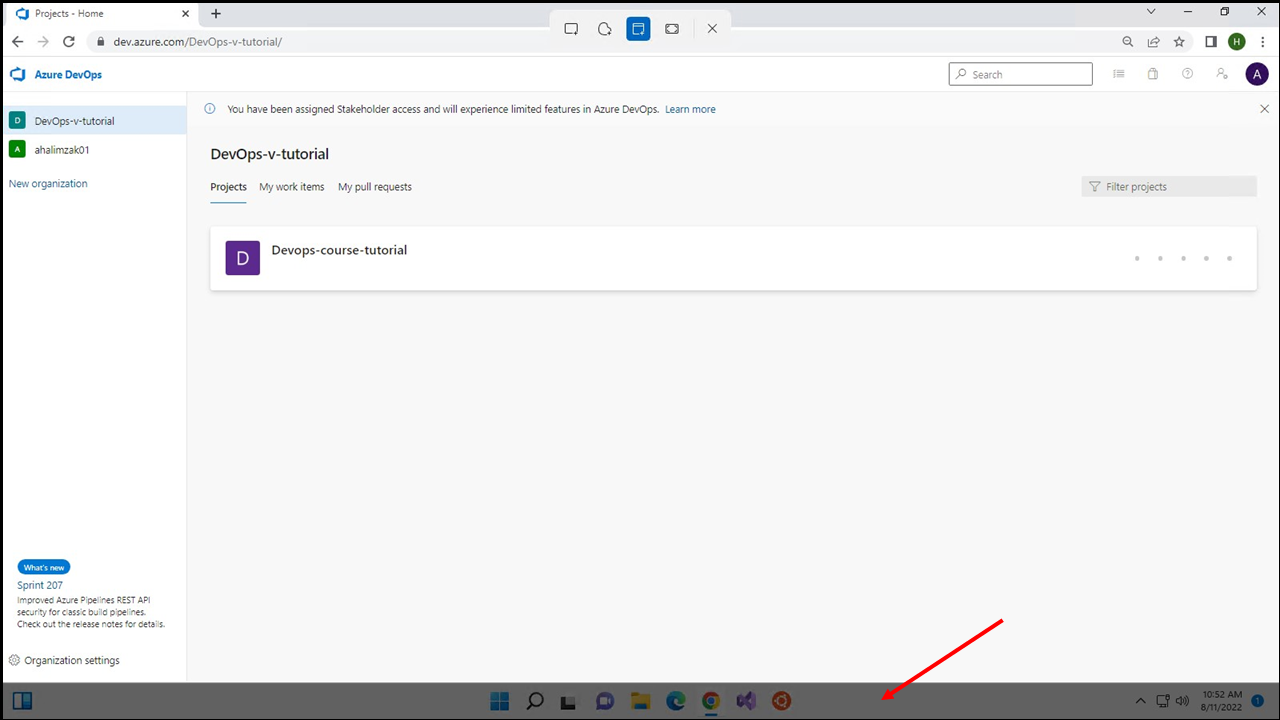 Projects - Home
dev.azure.com/DevOps-v-tutorial/
H
Azure DevOps
Search
A
D DevOps-v-tutorial
A ahalimzak01
New organization
You have been assigned Stakeholder access and will experience limited features in Azure DevOps. Learn more
DevOps-v-tutorial
Projects My work items My pull requests
Filter projects
D Devops-course-tutorial
What's new
Sprint 207
Improved Azure Pipelines REST API
security for classic build pipelines.
Check out the release notes for details.
Organization settings
10:52 AM
8/11/2022
1